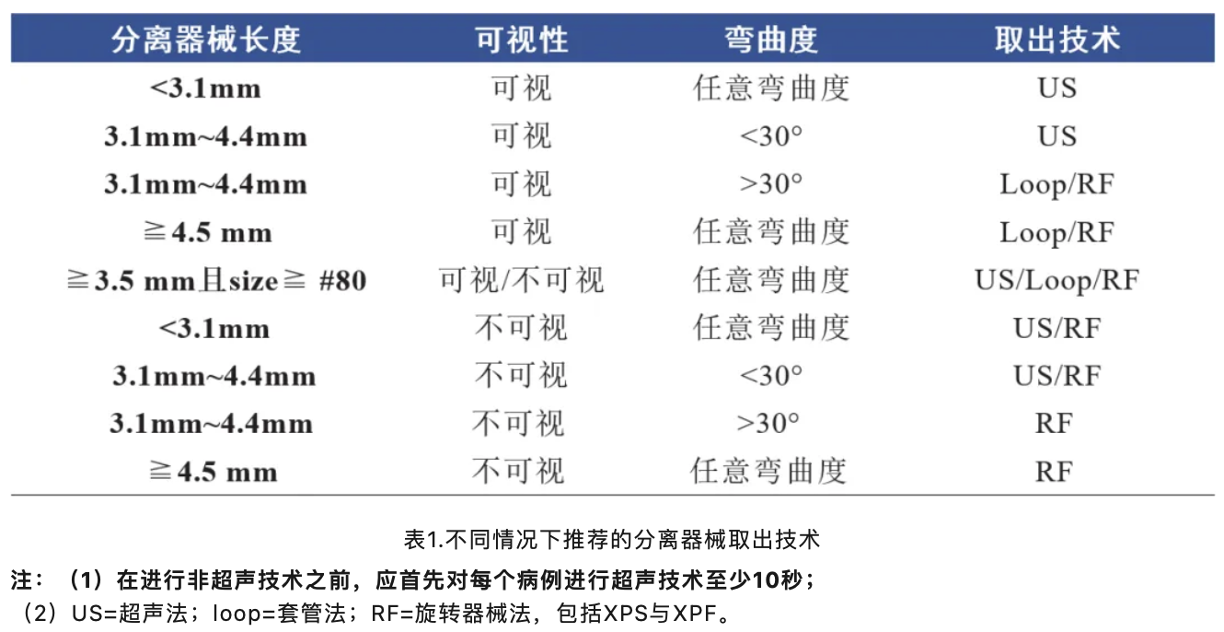 分离器械长度 可视性 弯曲度 取出技术
<3.1mm 可视 任意弯曲度 US
3.1mm~4.4mm 可视 <30° US
3.1mm~4.4mm 可视 >30° Loop/RF
≧4.5 mm 可视 任意弯曲度 Loop/RF
≧3.5 mm且size≧ #80 可视/不可视 任意弯曲度 US/Loop/RF
<3.1mm 不可视 任意弯曲度 US/RF
3.1mm~4.4mm 不可视 <30° US/RF
3.1mm~4.4mm 不可视 >30° RF
≧4.5 mm 不可视 任意弯曲度 RF
表1.不同情况下推荐的分离器械取出技术
注：（1）在进行非超声技术之前，应首先对每个病例进行超声技术至少10秒；
（2）US=超声法；loop=套管法；RF=旋转器械法，包括XPS与XPF。